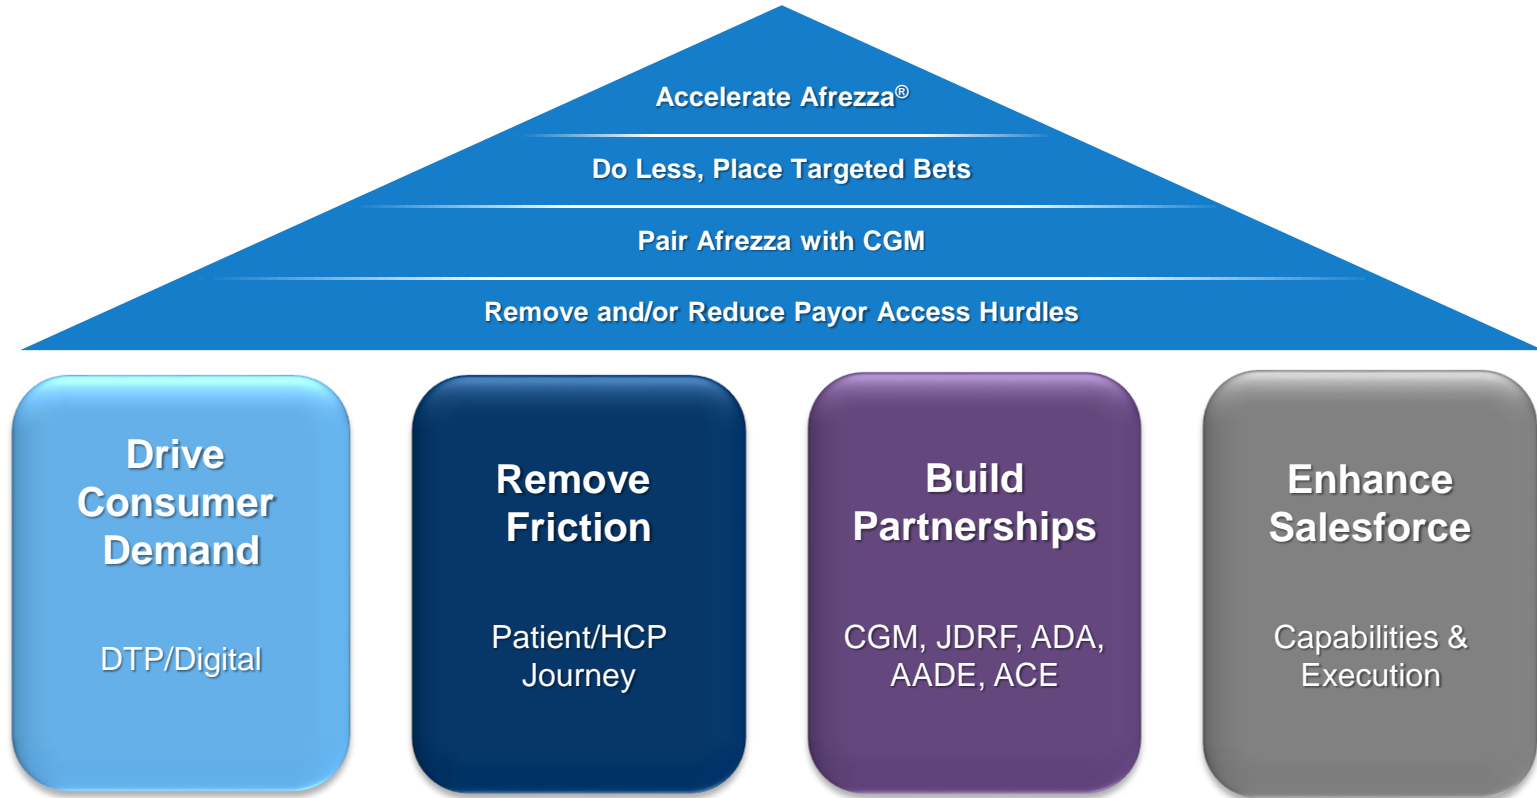 Accelerate Afrezza®
Do Less, Place Targeted Bets
Pair Afrezza with CGM
Remove and/or Reduce Payor Access Hurdles
Drive
Consumer
Demand
DTP/Digital
Remove
Friction
Patient/HCP
Journey
Build
Partnerships
CGM, JDRF, ADA,
AADE, ACE
Enhance
Salesforce
Capabilities &
Execution